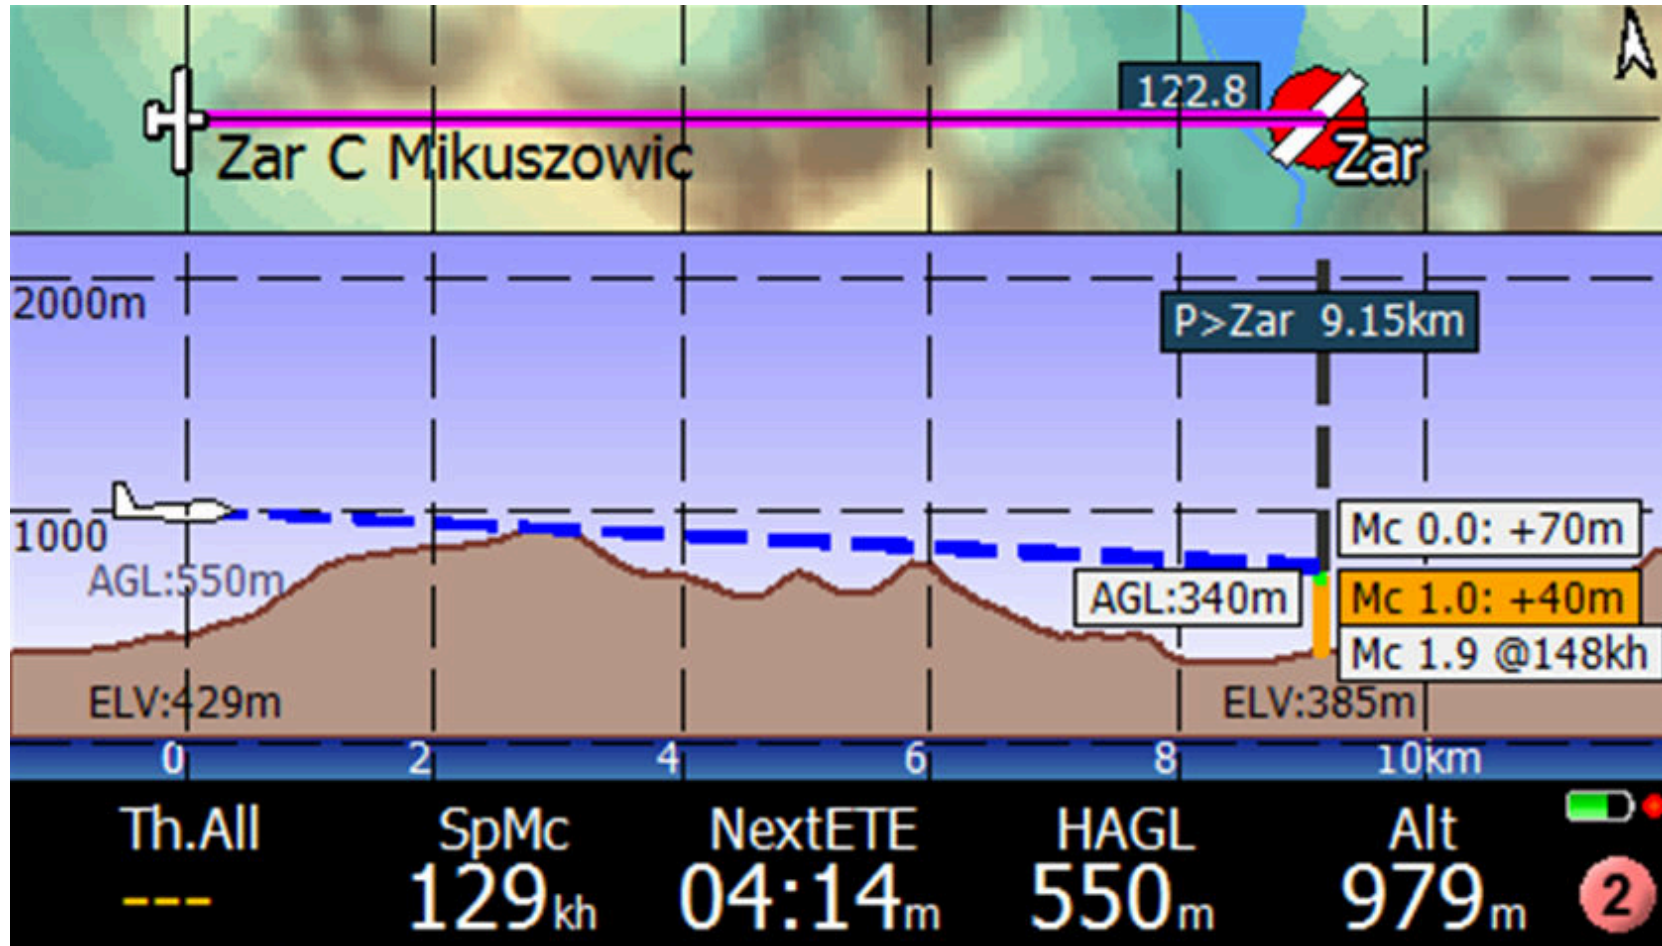 122.8
Zar C Mikuszowic
Zar
2000m
P>Zar 9.15km
1000
Mc 0.0: +70m
AGL:550m
AGL:340m
Mc 1.0: +40m
Mc 1.9 @148kh
ELV:429m
ELV:385m
0 2 4 6 8 10km
Th.All SpMc NextETE HAGL Alt
--- 129kh 04:14m 550m 979m 2